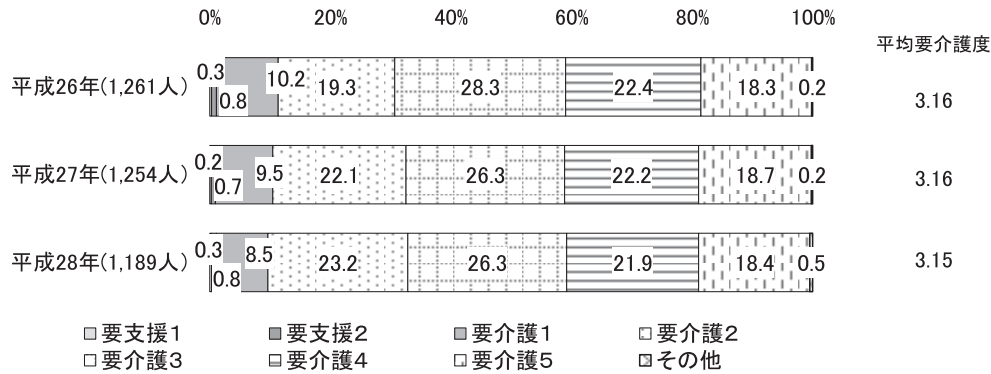 0% 20% 40% 60% 80% 100%
平均要介護度
平成26年(1,261人) 0.3 0.8 10.2 19.3 28.3 22.4 18.3 0.2 3.16
平成27年(1,254人) 0.2 0.7 9.5 22.1 26.3 22.2 18.7 0.2 3.16
平成28年(1,189人) 0.3 0.8 8.5 23.2 26.3 21.9 18.4 0.5 3.15
要支援1 要支援2 要介護1 要介護2
要介護3 要介護4 要介護5 その他